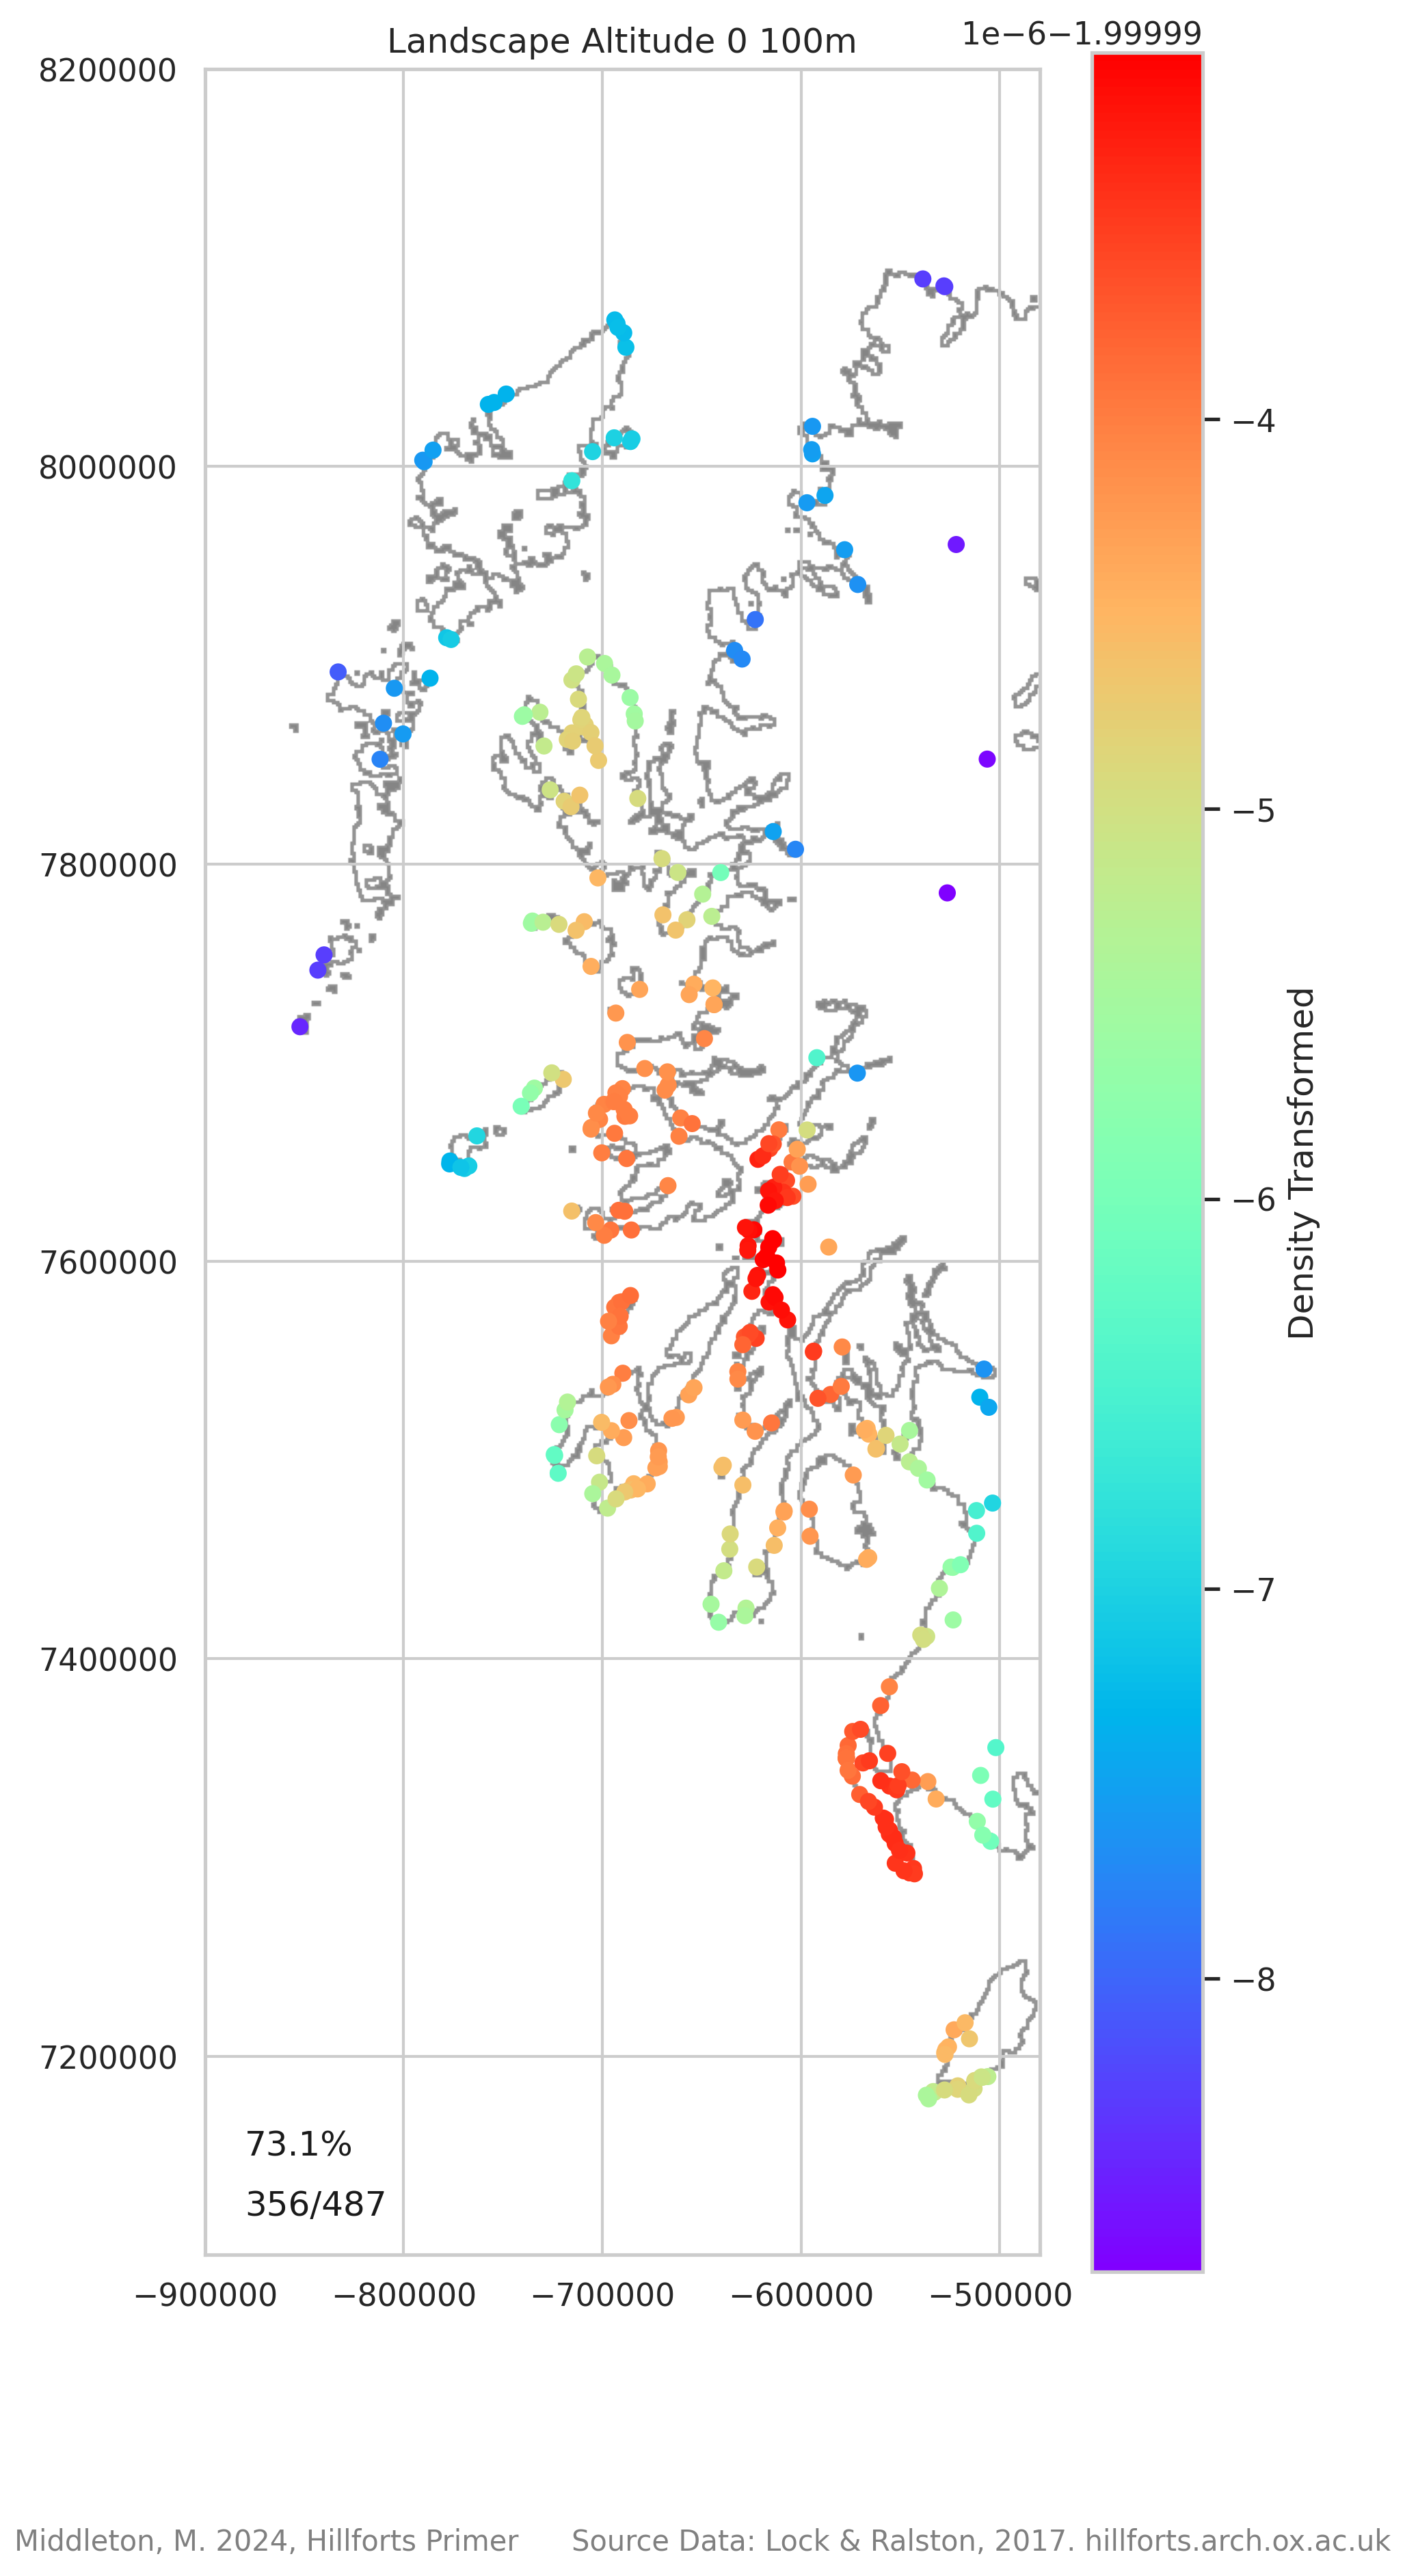 Landscape Altitude 0 100m
1e−6−1.99999
8200000
8000000
7800000
7600000
7400000
7200000
−4
−5
−6
−7
−8
Density Transformed
73.1%
356/487
−900000 −800000 −700000 −600000 −500000
Middleton, M. 2024, Hillforts Primer
Source Data: Lock & Ralston, 2017. hillforts.arch.ox.ac.uk